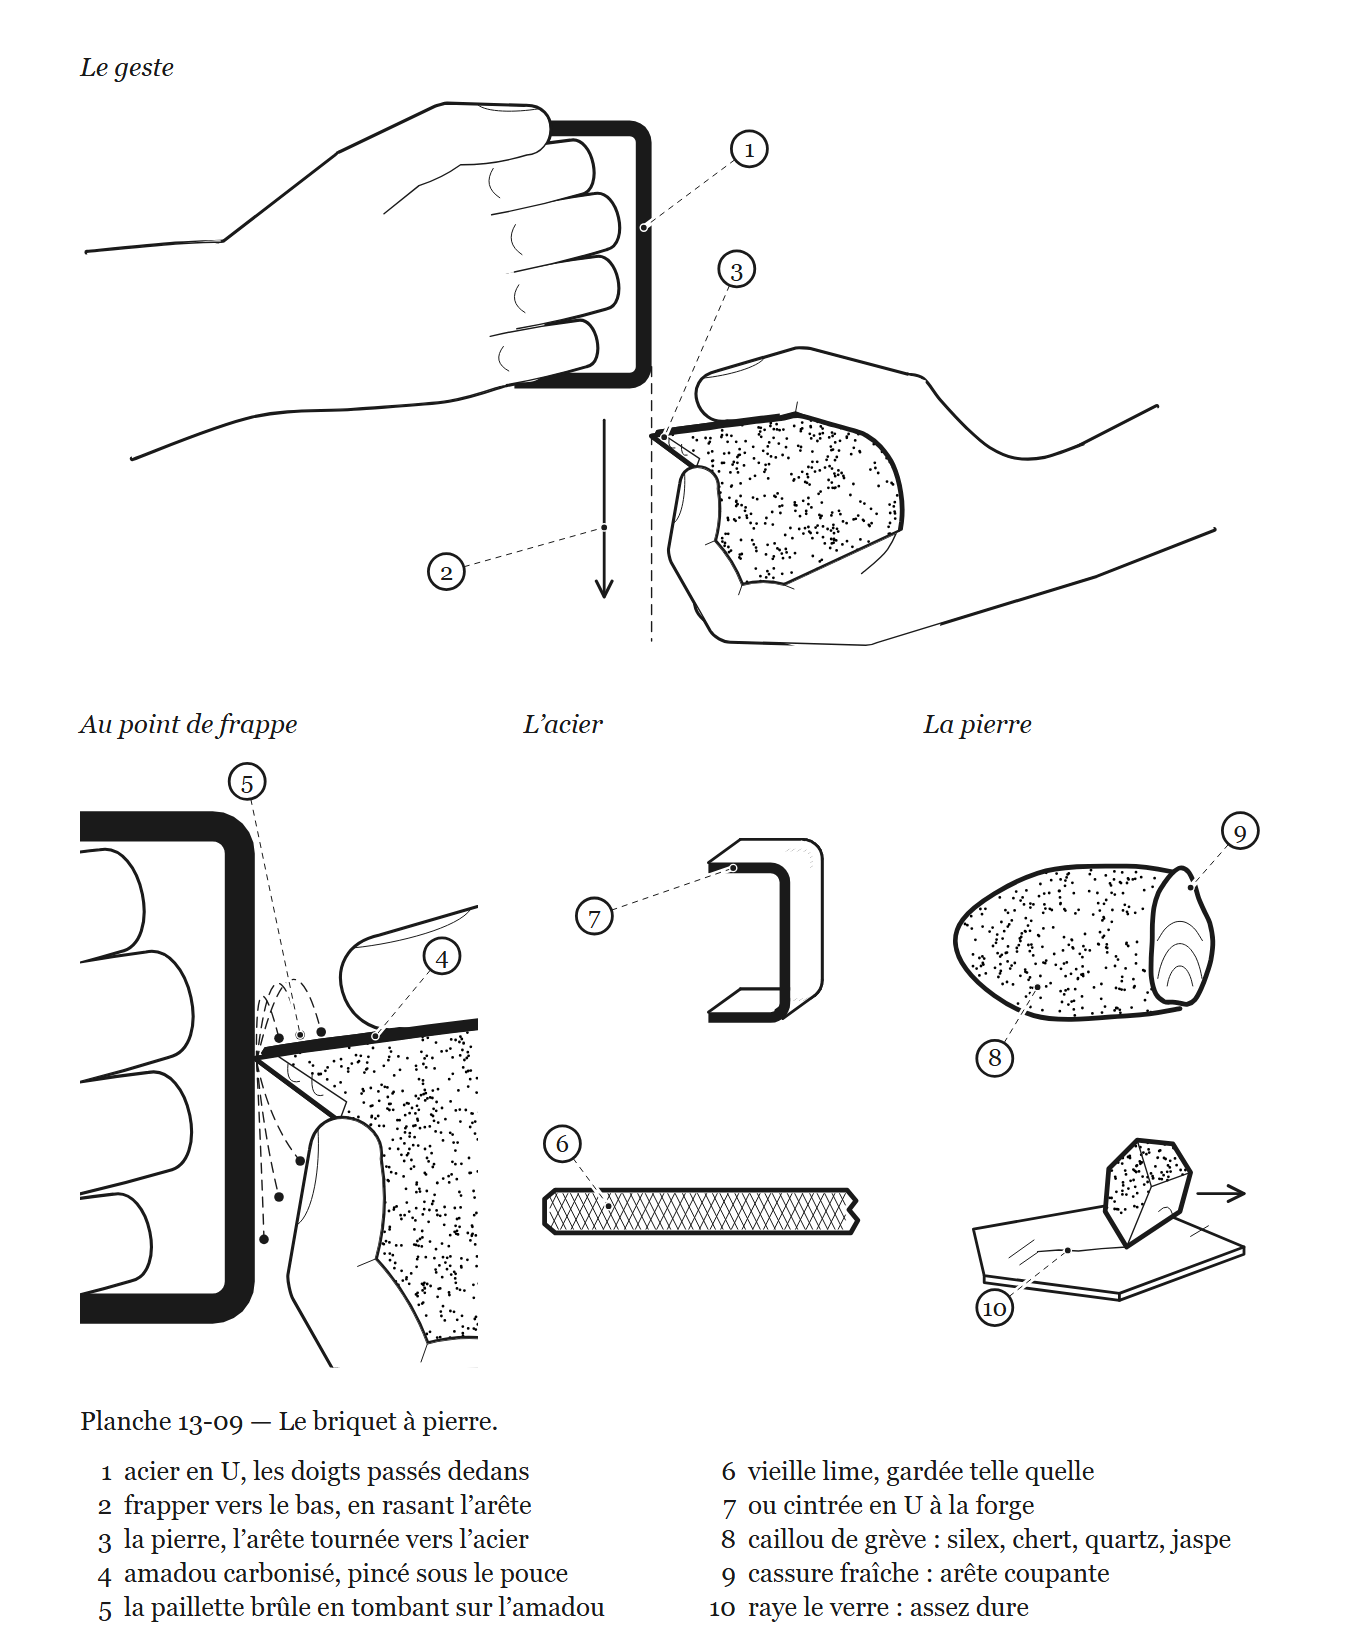 Le geste
1
3
2
Au point de frappe
L’acier
La pierre
5
9
7
4
8
6
10
Planche 13-09 — Le briquet à pierre.
1 acier en U, les doigts passés dedans
2 frapper vers le bas, en rasant l’arête
3 la pierre, l’arête tournée vers l’acier
4 amadou carbonisé, pincé sous le pouce
5 la paillette brûle en tombant sur l’amadou
6 vieille lime, gardée telle quelle
7 ou cintrée en U à la forge
8 caillou de grève : silex, chert, quartz, jaspe
9 cassure fraîche : arête coupante
10 raye le verre : assez dure